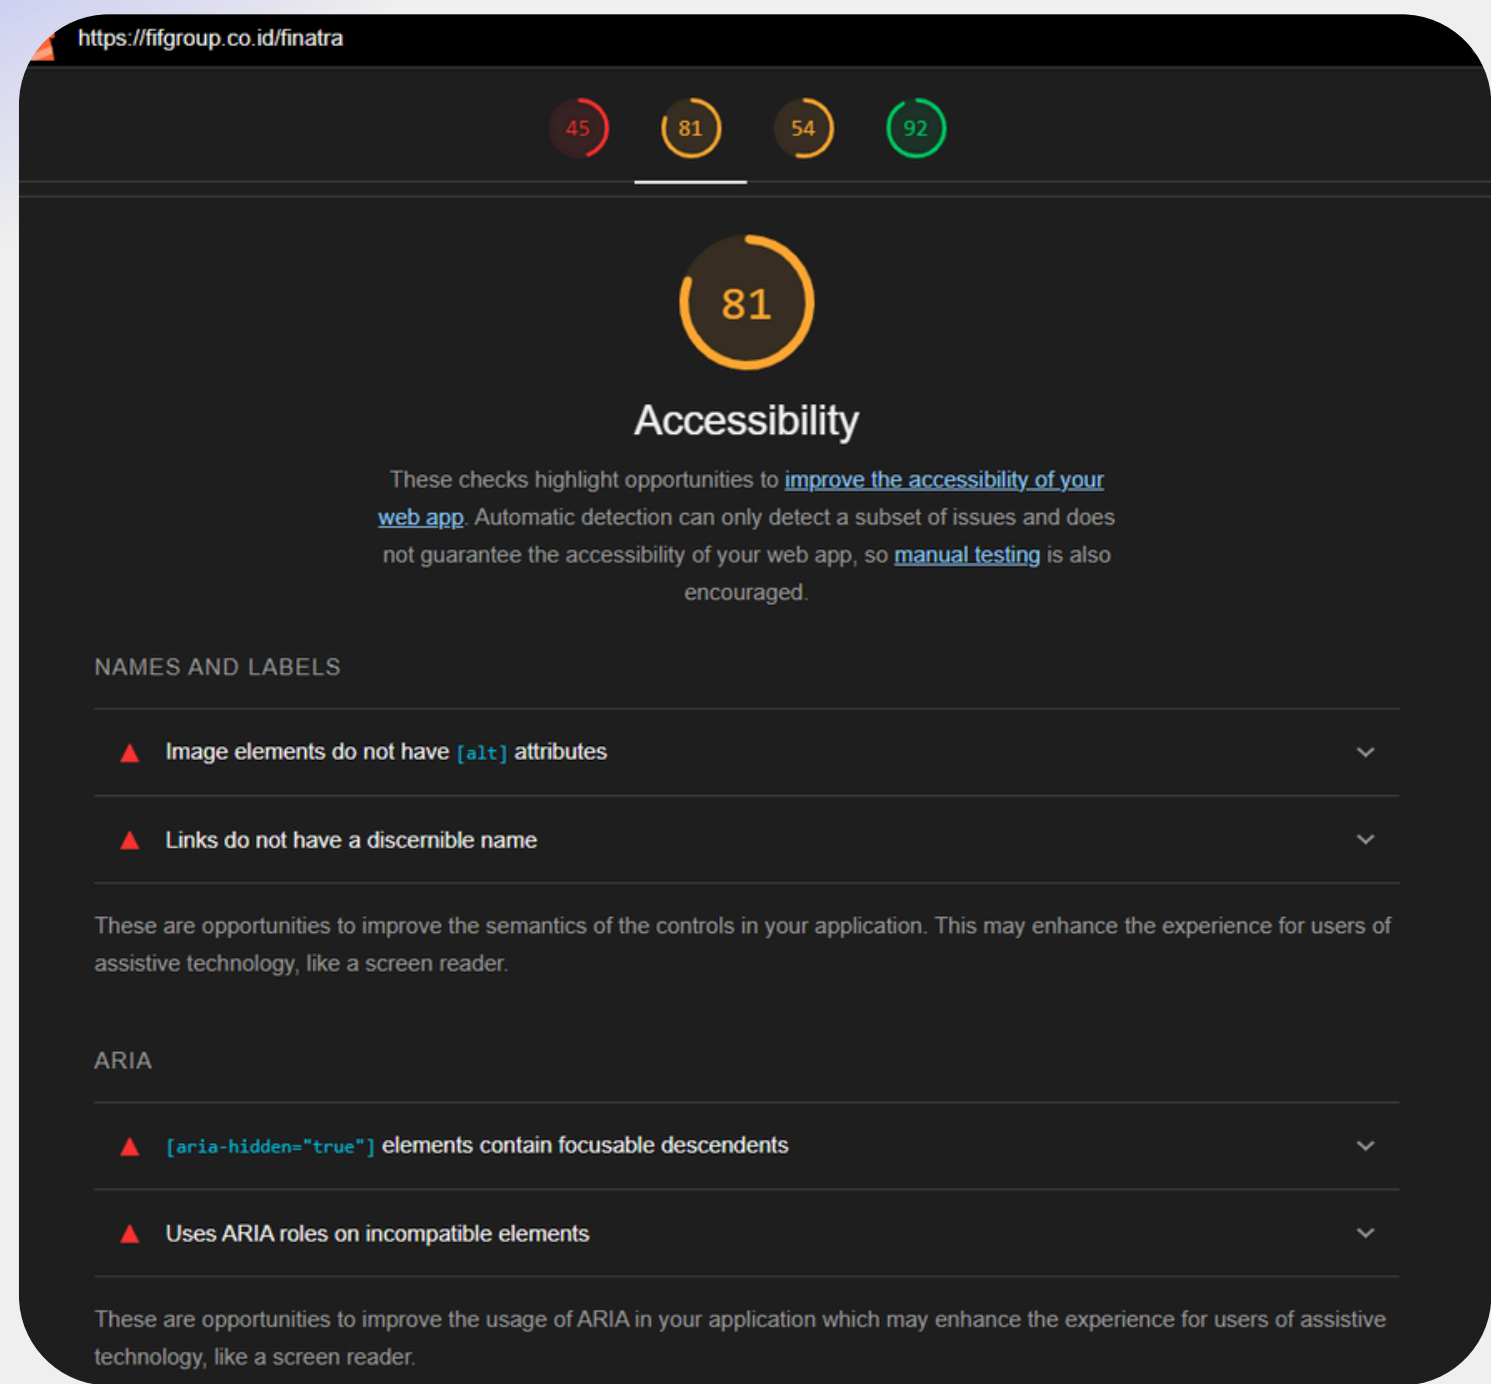 https://fifgroup.co.id/finatra
45 81 54 92
81
Accessibility
These checks highlight opportunities to improve the accessibility of your
web app. Automatic detection can only detect a subset of issues and does
not guarantee the accessibility of your web app, so manual testing is also
encouraged.
NAMES AND LABELS
Image elements do not have [alt] attributes
Links do not have a discernible name
These are opportunities to improve the semantics of the controls in your application. This may enhance the experience for users of
assistive technology, like a screen reader.
ARIA
[aria-hidden="true"] elements contain focusable descendents
Uses ARIA roles on incompatible elements
These are opportunities to improve the usage of ARIA in your application which may enhance the experience for users of assistive
technology, like a screen reader.